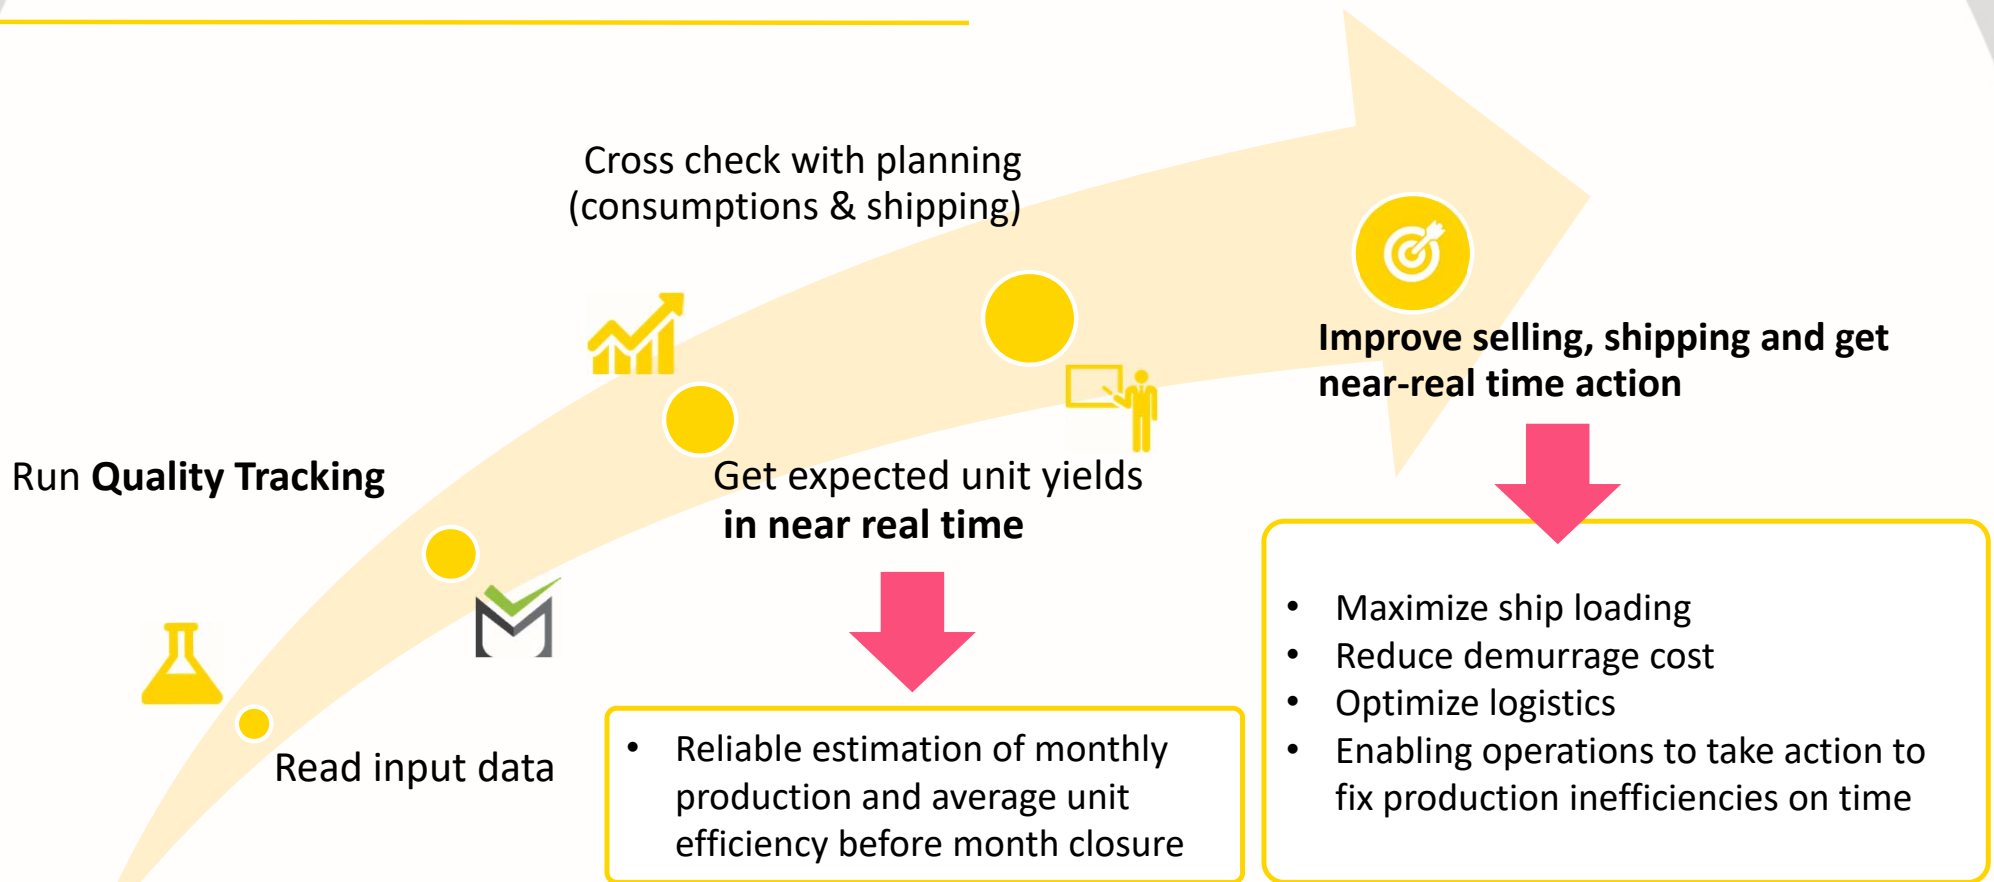 Cross check with planning
(consumptions & shipping)
Improve selling, shipping and get
near-real time action
Run Quality Tracking
Get expected unit yields
in near real time
Read input data
• Reliable estimation of monthly
production and average unit
efficiency before month closure
• Maximize ship loading
• Reduce demurrage cost
• Optimize logistics
• Enabling operations to take action to
fix production inefficiencies on time